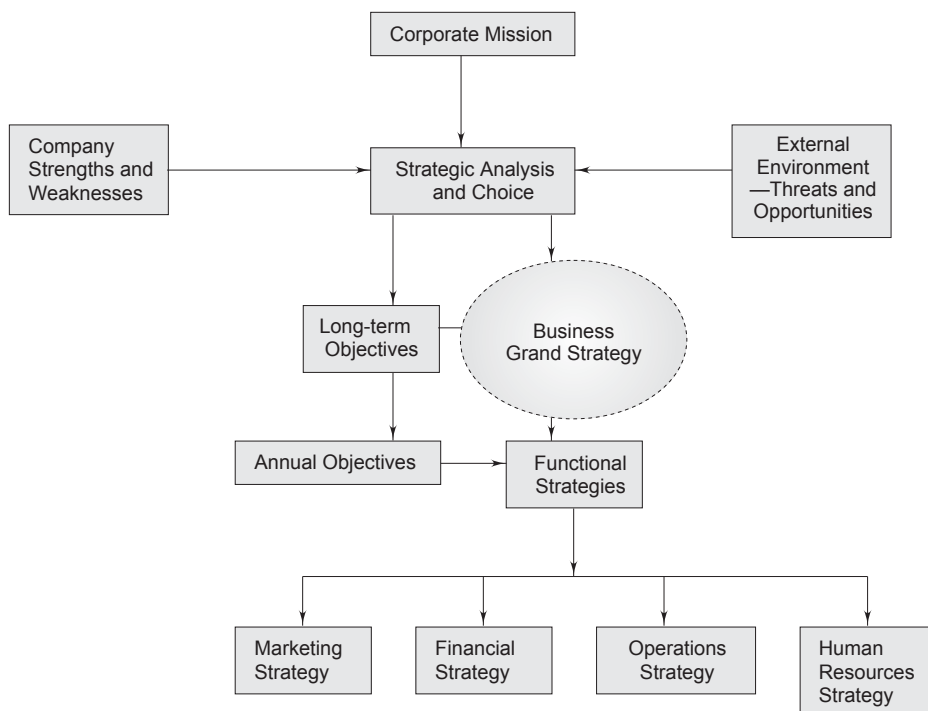 Corporate Mission
Company
Strengths and
Weaknesses
Strategic Analysis
and Choice
External
Environment
—Threats and
Opportunities
Long-term
Objectives
Business
Grand Strategy
Annual Objectives
Functional
Strategies
Marketing
Strategy
Financial
Strategy
Operations
Strategy
Human
Resources
Strategy